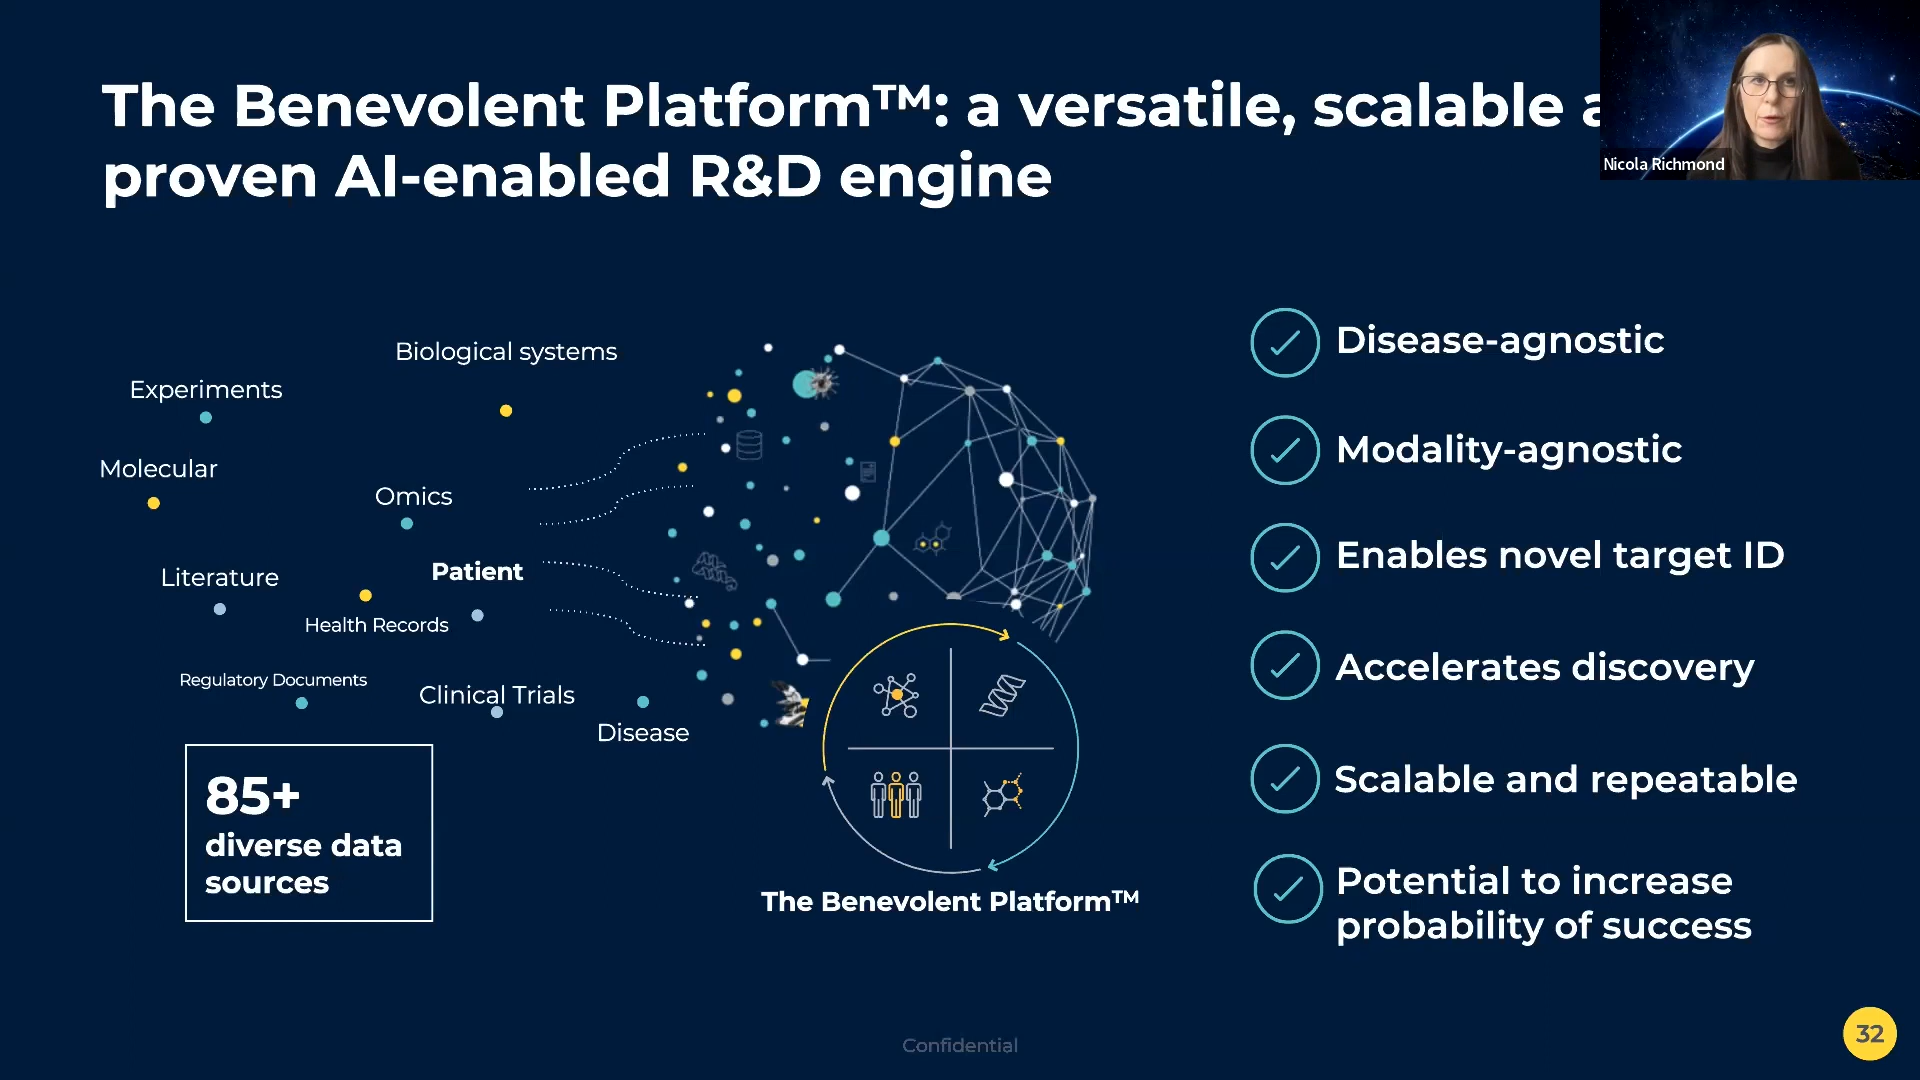 The Benevolent Platform™: a versatile, scalable a
proven AI-enabled R&D engine
Nicola Richmond
Biological systems
Experiments
Molecular
Omics
Literature
Patient
Health Records
Regulatory Documents
Clinical Trials
Disease
85+
diverse data
sources
The Benevolent Platform™
Disease-agnostic
Modality-agnostic
Enables novel target ID
Accelerates discovery
Scalable and repeatable
Potential to increase
probability of success
Confidential
32